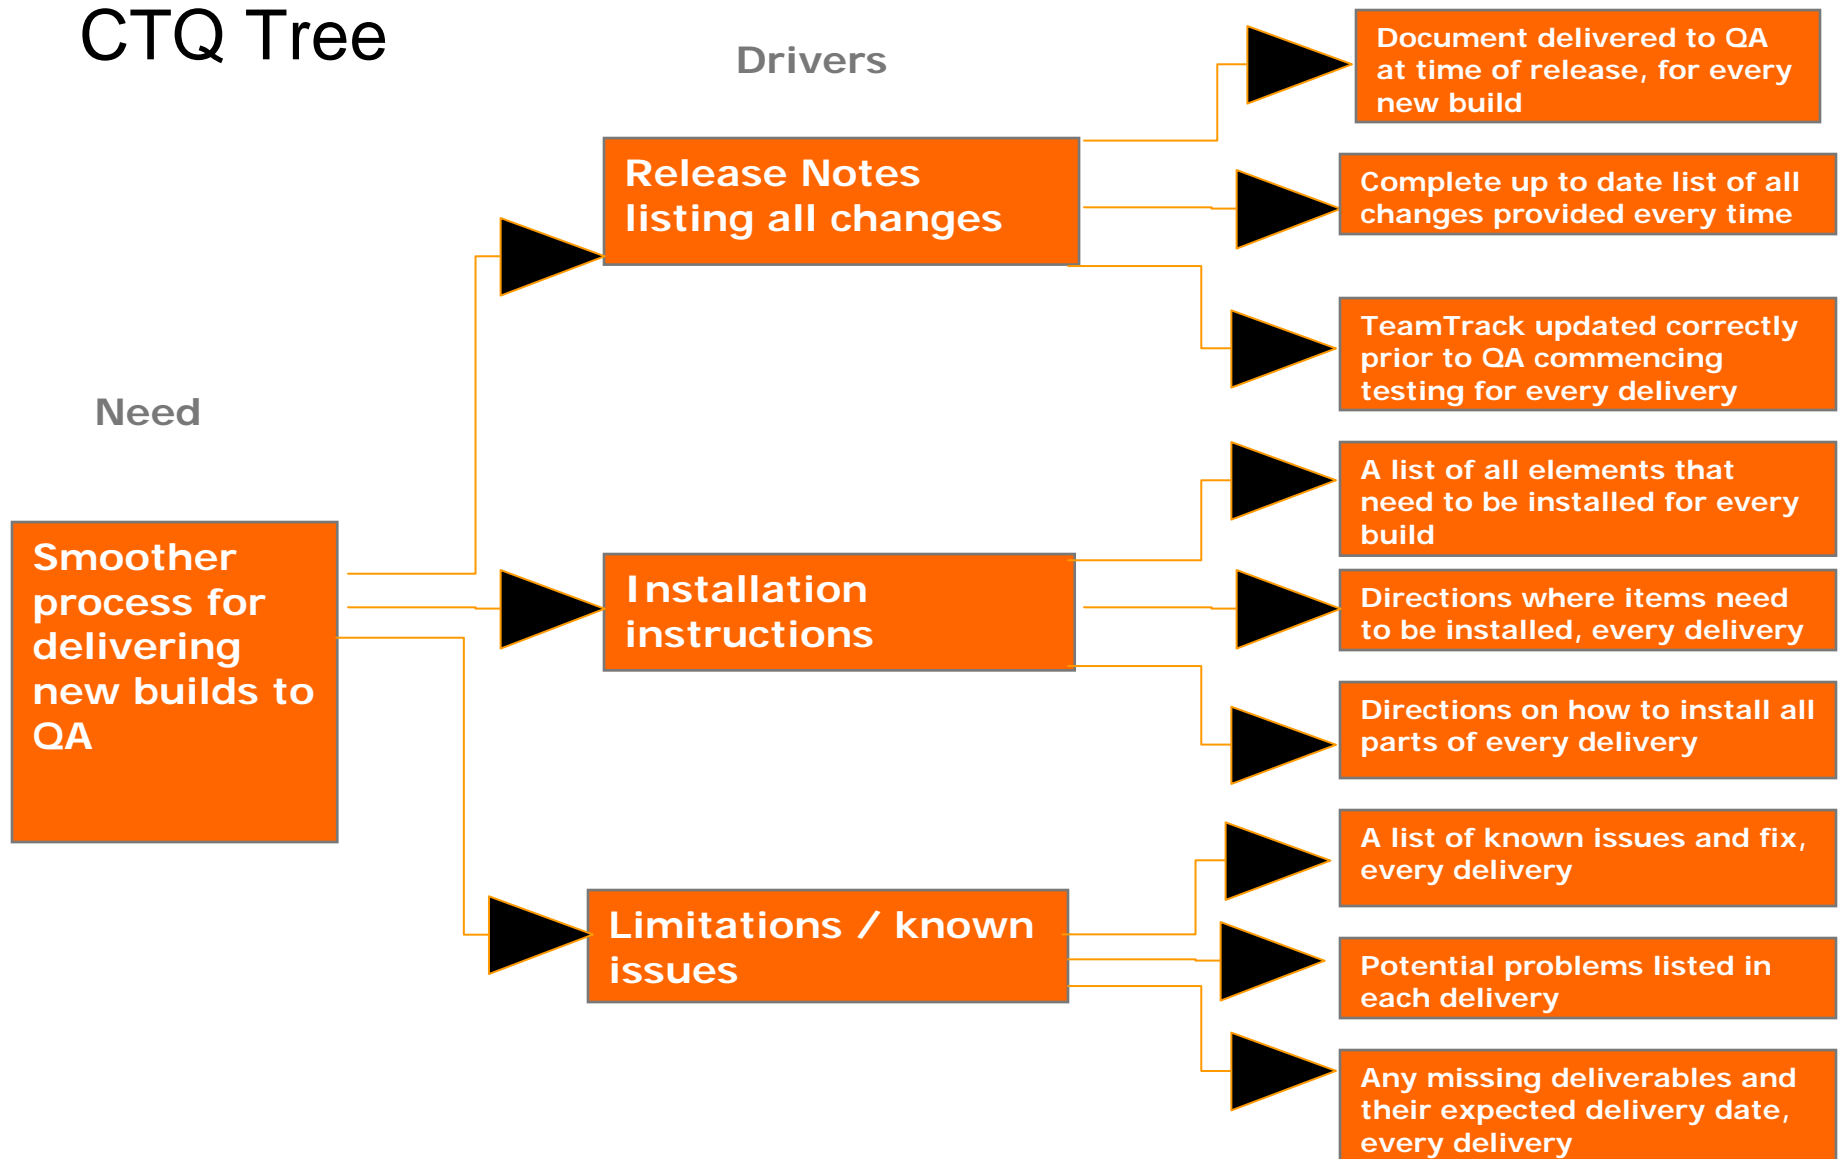 CTQ Tree
Drivers
Need
Smoother
process for
delivering
new builds to
QA
Release Notes
listing all changes
Installation
instructions
Limitations / known
issues
Document delivered to QA
at time of release, for every
new build
Complete up to date list of all
changes provided every time
TeamTrack updated correctly
prior to QA commencing
testing for every delivery
A list of all elements that
need to be installed for every
build
Directions where items need
to be installed, every delivery
Directions on how to install all
parts of every delivery
A list of known issues and fix,
every delivery
Potential problems listed in
each delivery
Any missing deliverables and
their expected delivery date,
every delivery